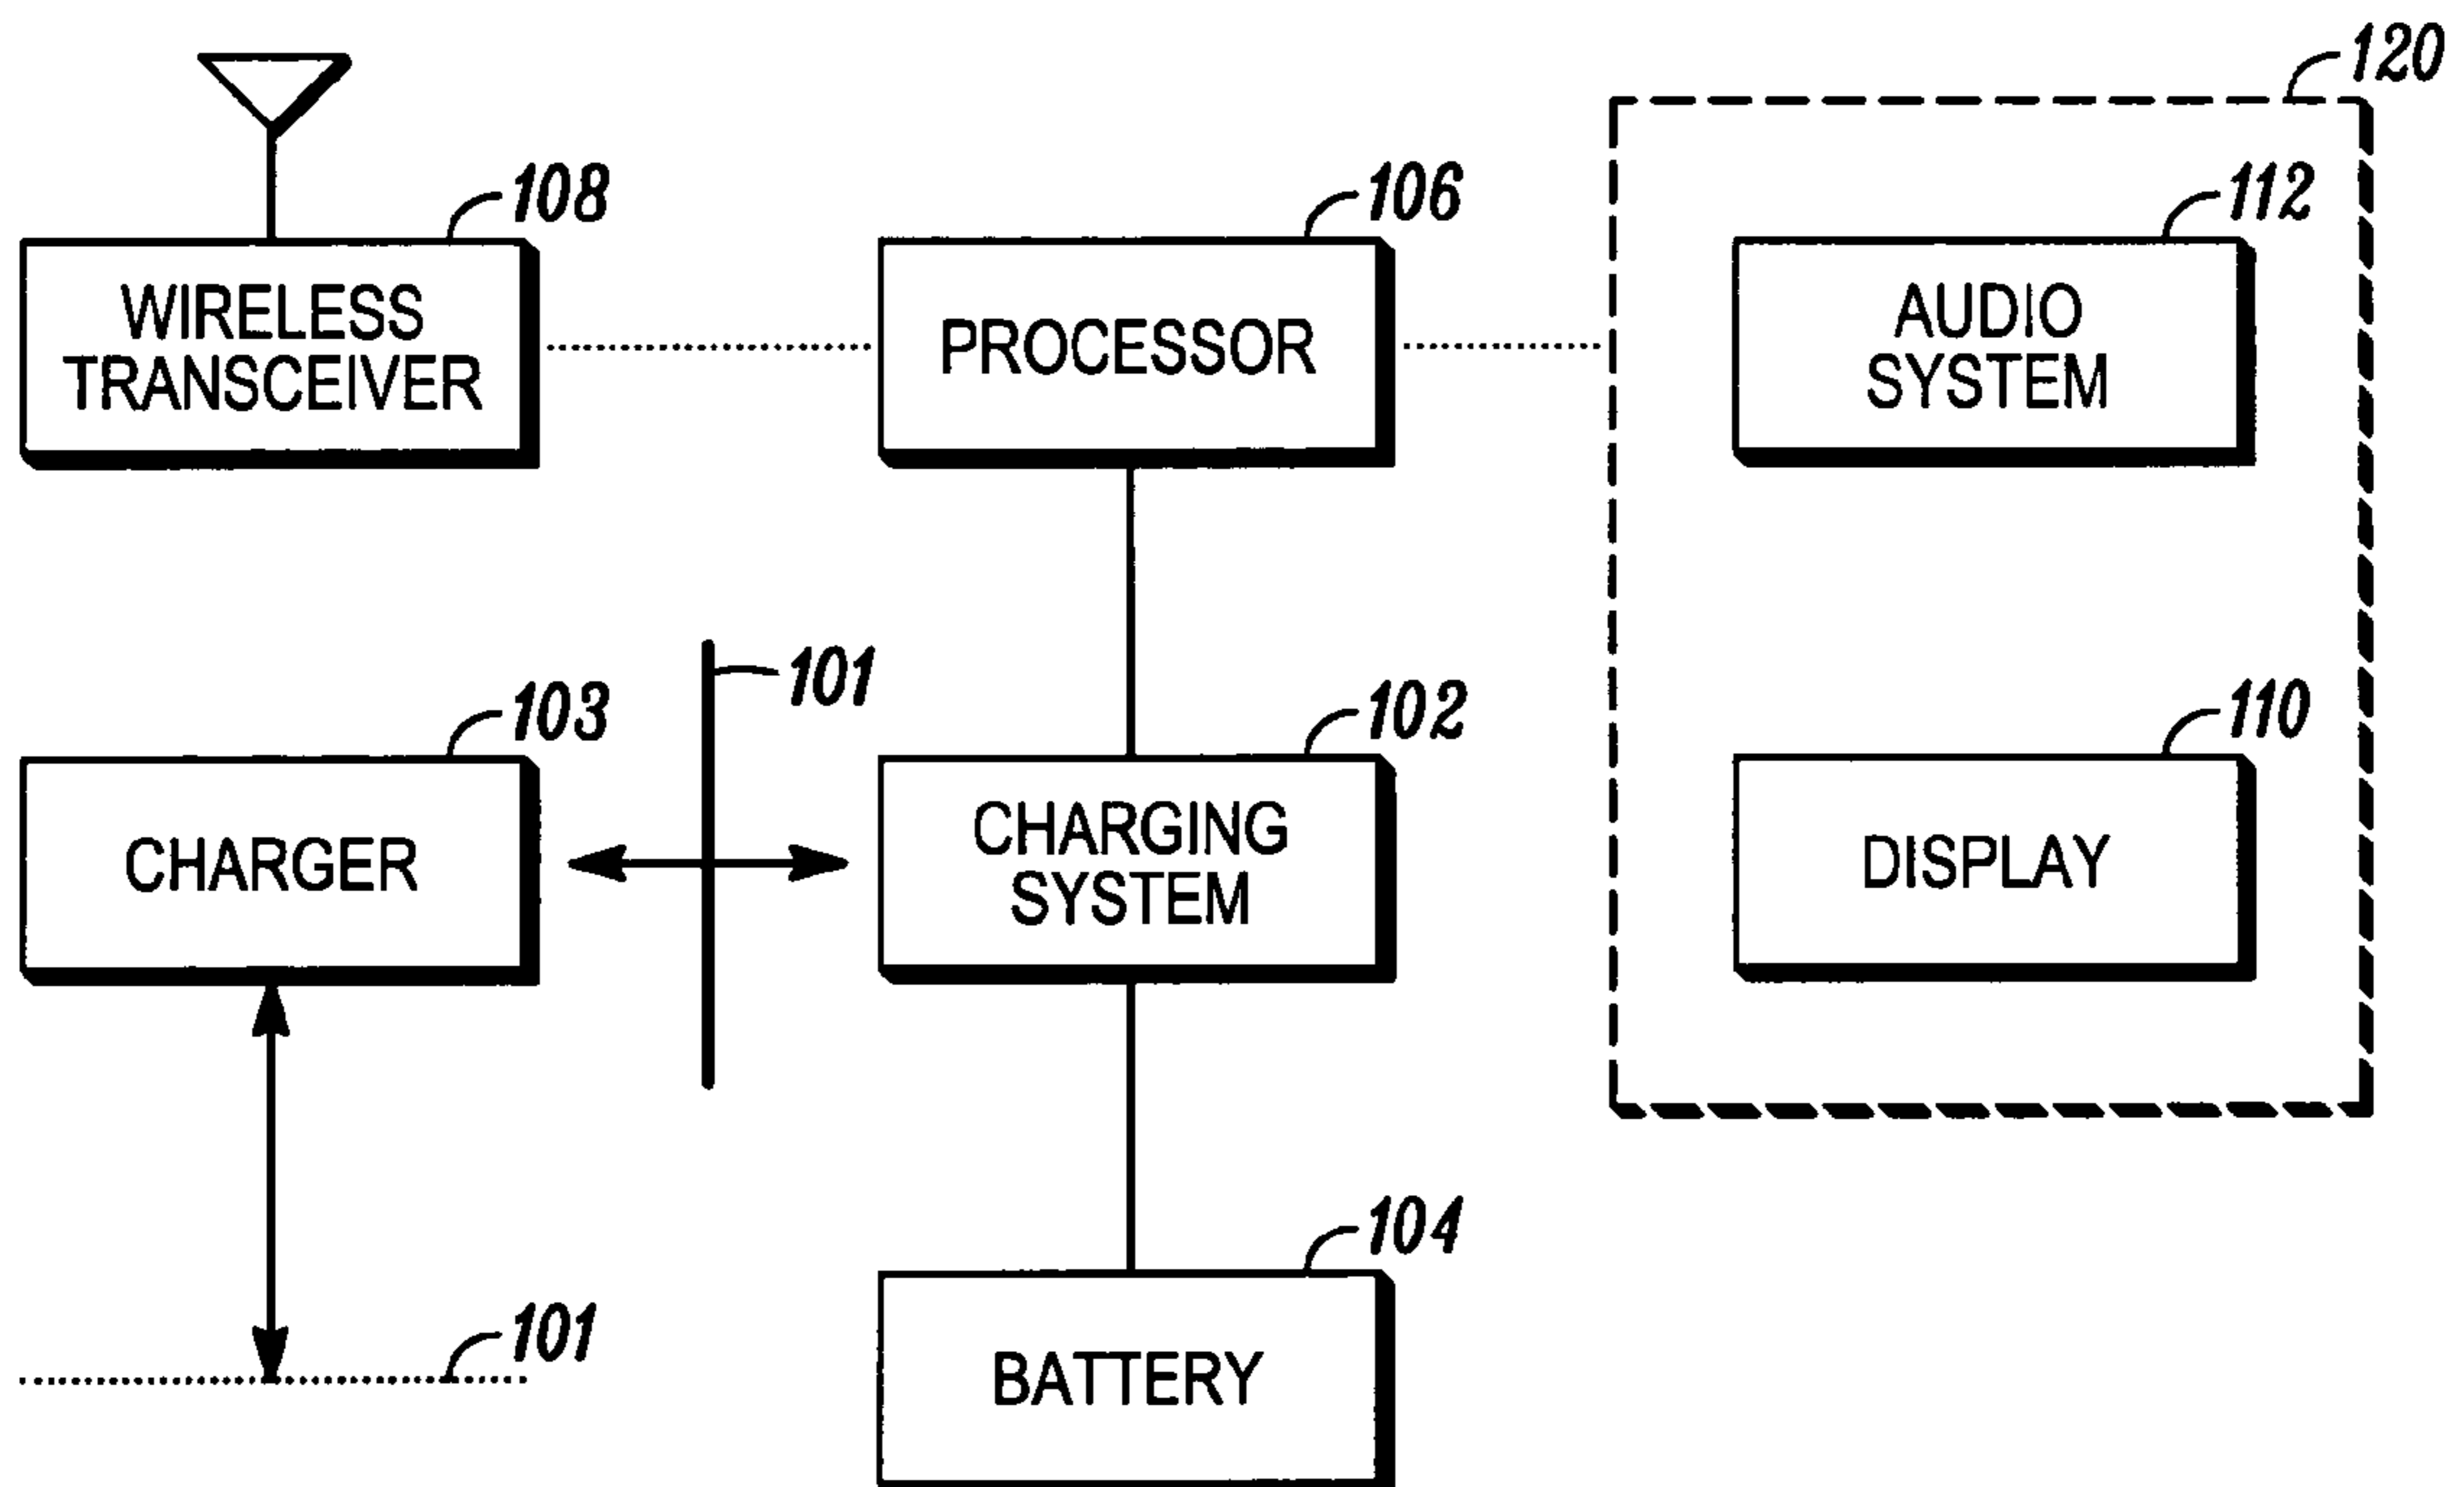 120
108
106
112
WIRELESS
TRANSCEIVER
PROCESSOR
AUDIO
SYSTEM
101
103
102
110
CHARGER
CHARGING
SYSTEM
DISPLAY
104
101
BATTERY